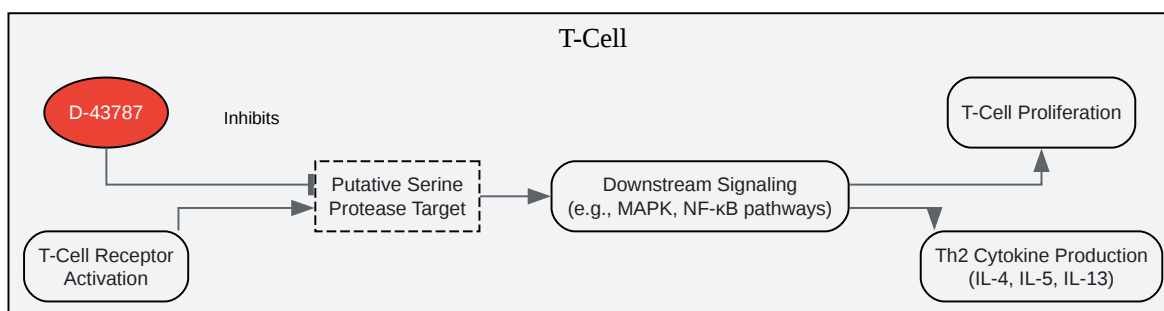 T-Cell
D-43787
Inhibits
T-Cell Proliferation
Putative Serine
Protease Target
Downstream Signaling
(e.g., MAPK, NF-κB pathways)
T-Cell Receptor
Activation
Th2 Cytokine Production
(IL-4, IL-5, IL-13)